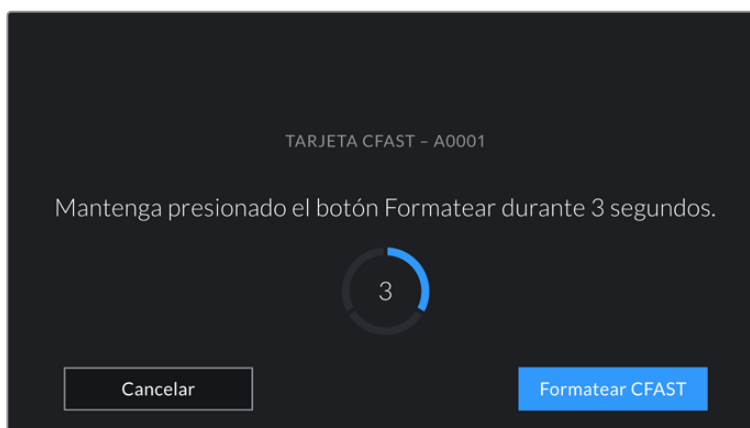 TARJETA CFAST – A0001
Mantenga presionado el botón Formatear durante 3 segundos.
3
Cancelar
Formatear CFAST